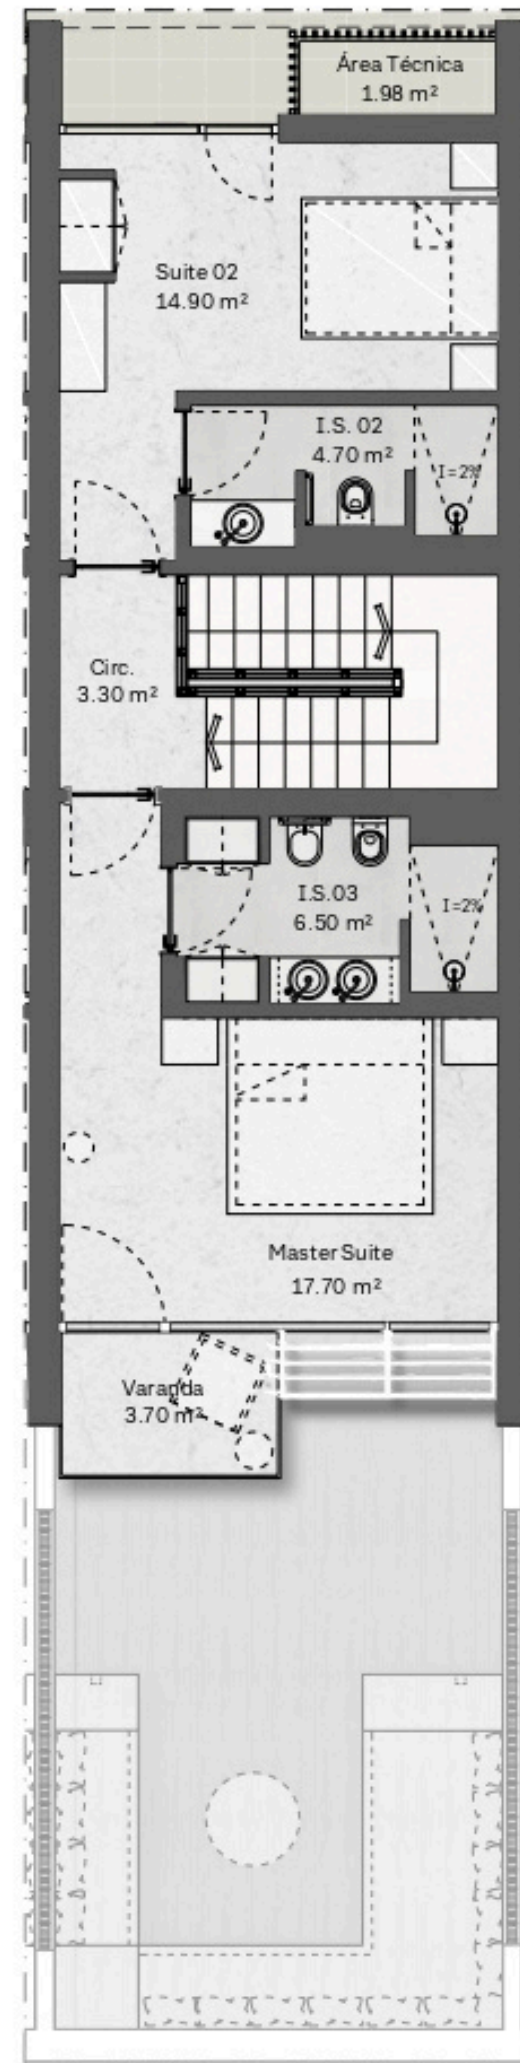 Área Técnica
1.98 m²
Suite 02
14.90 m²
I.S. 02
4.70 m²
I=2%
Circ.
3.30 m²
I.S.03
6.50 m²
I=2%
Master Suite
17.70 m²
Varanda
3.70 m²